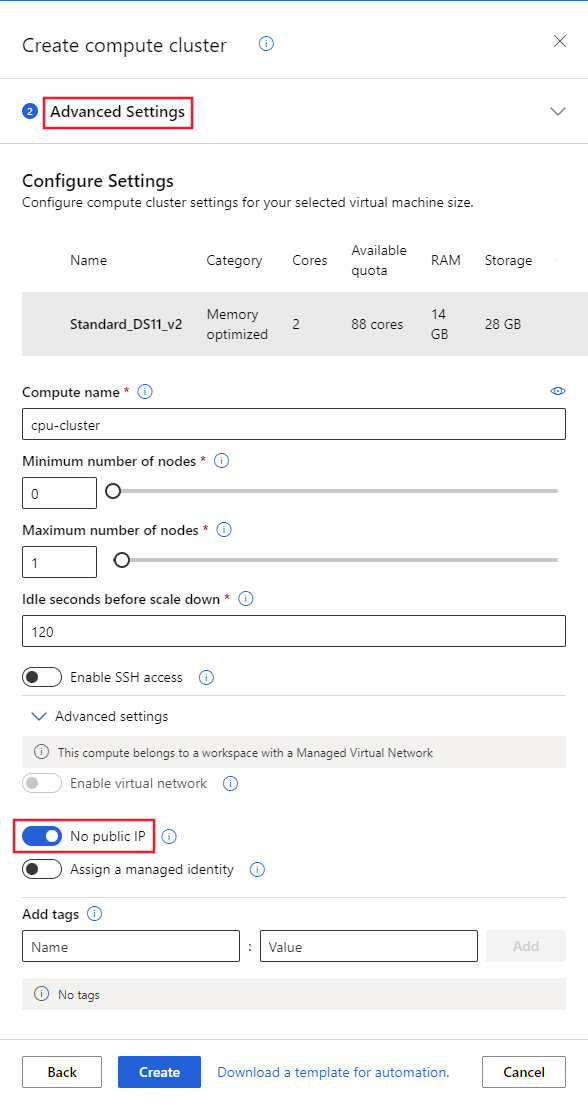 Create compute cluster
2 Advanced Settings
Configure Settings
Configure compute cluster settings for your selected virtual machine size.
Name Category Cores Available quota RAM Storage
Standard_DS11_v2 Memory optimized 2 88 cores 14 GB 28 GB
Compute name *
cpu-cluster
Minimum number of nodes *
0
Maximum number of nodes *
1
Idle seconds before scale down *
120
Enable SSH access
Advanced settings
This compute belongs to a workspace with a Managed Virtual Network
Enable virtual network
No public IP
Assign a managed identity
Add tags
Name : Value Add
No tags
Back Create Download a template for automation. Cancel